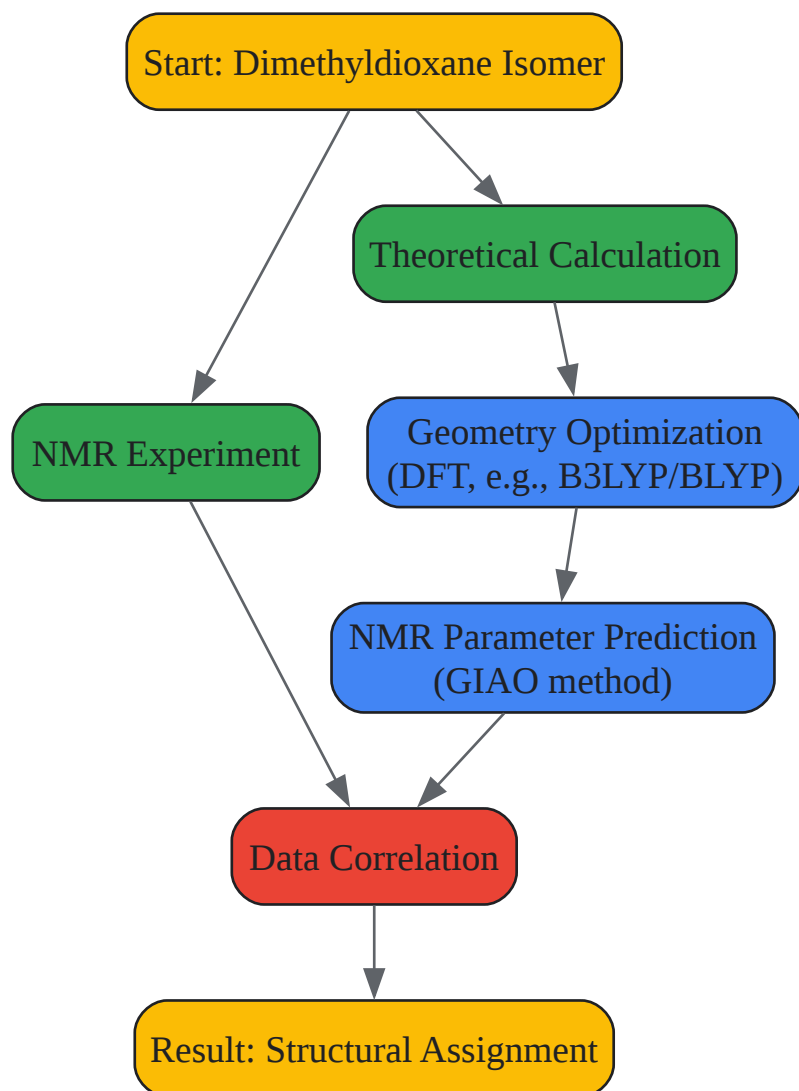 Start: Dimethyldioxane Isomer
Theoretical Calculation
NMR Experiment
Geometry Optimization
(DFT, e.g., B3LYP/BLYP)
NMR Parameter Prediction
(GIAO method)
Data Correlation
Result: Structural Assignment